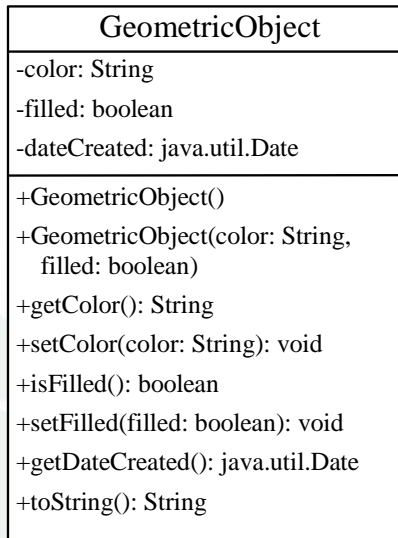 GeometricObject
-color: String
-filled: boolean
-dateCreated: java.util.Date
+GeometricObject()
+GeometricObject(color: String,
filled: boolean)
+getColor(): String
+setColor(color: String): void
+isFilled(): boolean
+setFilled(filled: boolean): void
+getDateCreated(): java.util.Date
+toString(): String